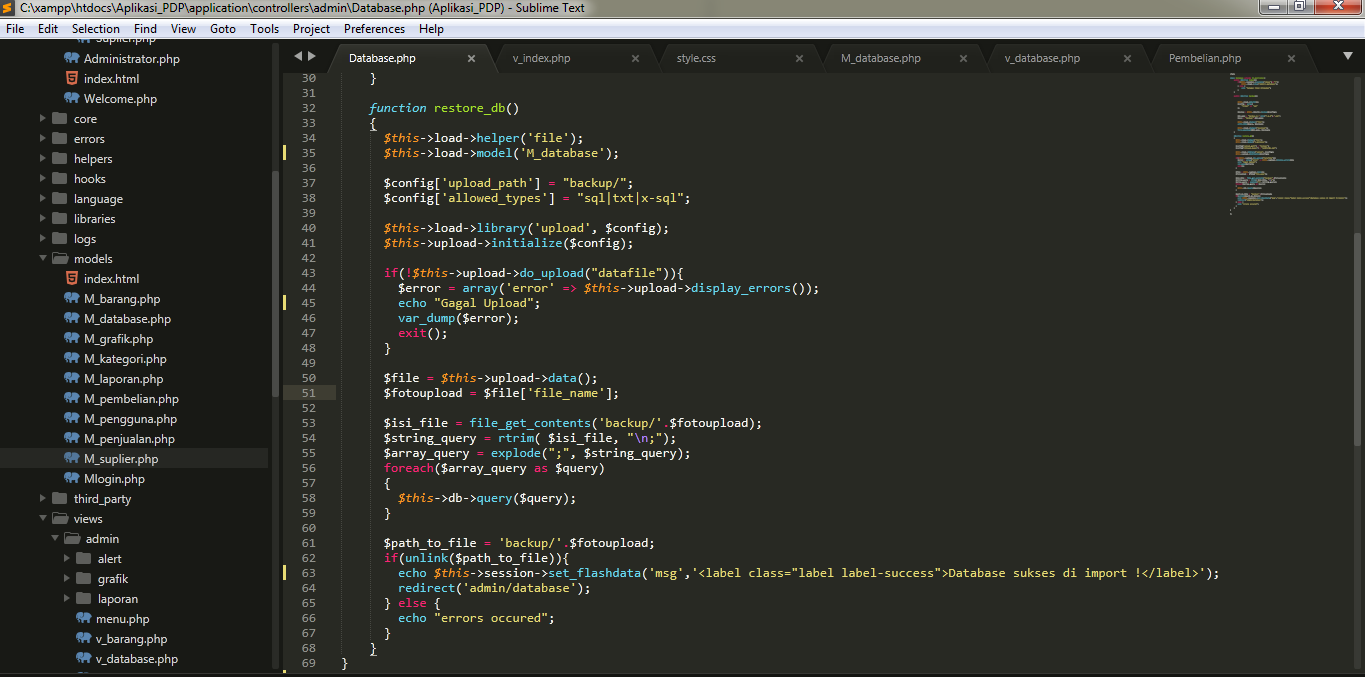 C:\xampp\htdocs\Aplikasi_PDP\application\controllers\admin\Database.php (Aplikasi_PDP) - Sublime Text
File Edit Selection Find View Goto Tools Project Preferences Help
Suplier.php
Administrator.php
index.html
Welcome.php
core
errors
helpers
hooks
language
libraries
logs
models
index.html
M_barang.php
M_database.php
M_grafik.php
M_kategori.php
M_laporan.php
M_pembelian.php
M_pengguna.php
M_penjualan.php
M_suplier.php
Mlogin.php
third_party
views
admin
alert
grafik
laporan
menu.php
v_barang.php
v_database.php
Database.php v_index.php style.css M_database.php v_database.php Pembelian.php
30 }
31
32 function restore_db()
33 {
34 $this->load->helper('file');
35 $this->load->model('M_database');
36
37 $config['upload_path'] = "backup/";
38 $config['allowed_types'] = "sql|txt|x-sql";
39
40 $this->load->library('upload', $config);
41 $this->upload->initialize($config);
42
43 if(!$this->upload->do_upload("datafile")){
44 $error = array('error' => $this->upload->display_errors());
45 echo "Gagal Upload";
46 var_dump($error);
47 exit();
48 }
49
50 $file = $this->upload->data();
51 $fotoupload = $file['file_name'];
52
53 $isi_file = file_get_contents('backup/'.$fotoupload);
54 $string_query = rtrim( $isi_file, "\n;");
55 $array_query = explode(";", $string_query);
56 foreach($array_query as $query)
57 {
58 $this->db->query($query);
59 }
60
61 $path_to_file = 'backup/'.$fotoupload;
62 if(unlink($path_to_file)){
63 echo $this->session->set_flashdata('msg','<label class="label label-success">Database sukses di import !</label>');
64 redirect('admin/database');
65 } else {
66 echo "errors occured";
67 }
68 }
69 }